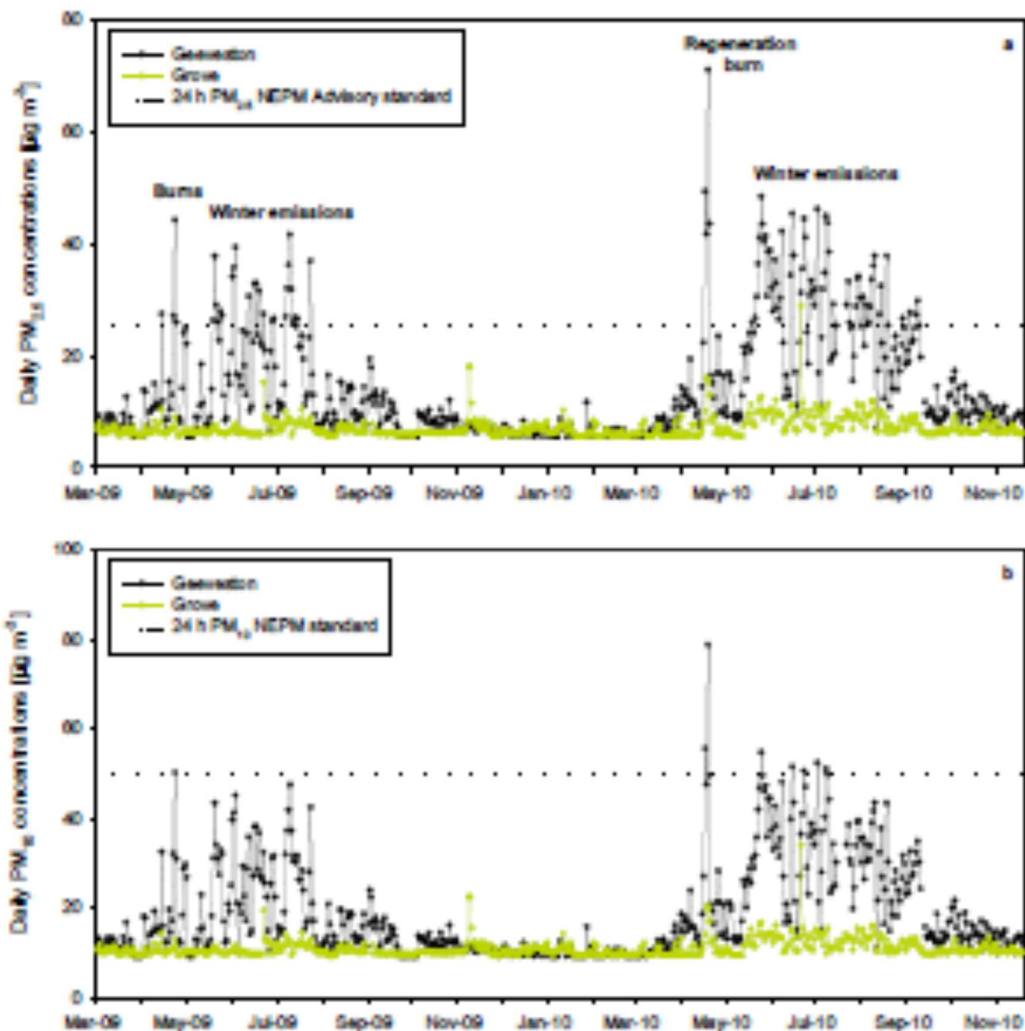 80
60
40
20
0
Daily PM2.5 concentrations [µg m-3]
Geeveston
Grove
24 h PM2.5 NEPM Advisory standard
a
Regeneration
burn
Burns
Winter emissions
Winter emissions
Mar-09 May-09 Jul-09 Sep-09 Nov-09 Jan-10 Mar-10 May-10 Jul-10 Sep-10 Nov-10
100
80
60
40
20
0
Daily PM10 concentrations [µg m-3]
Geeveston
Grove
24 h PM10 NEPM standard
b
Mar-09 May-09 Jul-09 Sep-09 Nov-09 Jan-10 Mar-10 May-10 Jul-10 Sep-10 Nov-10